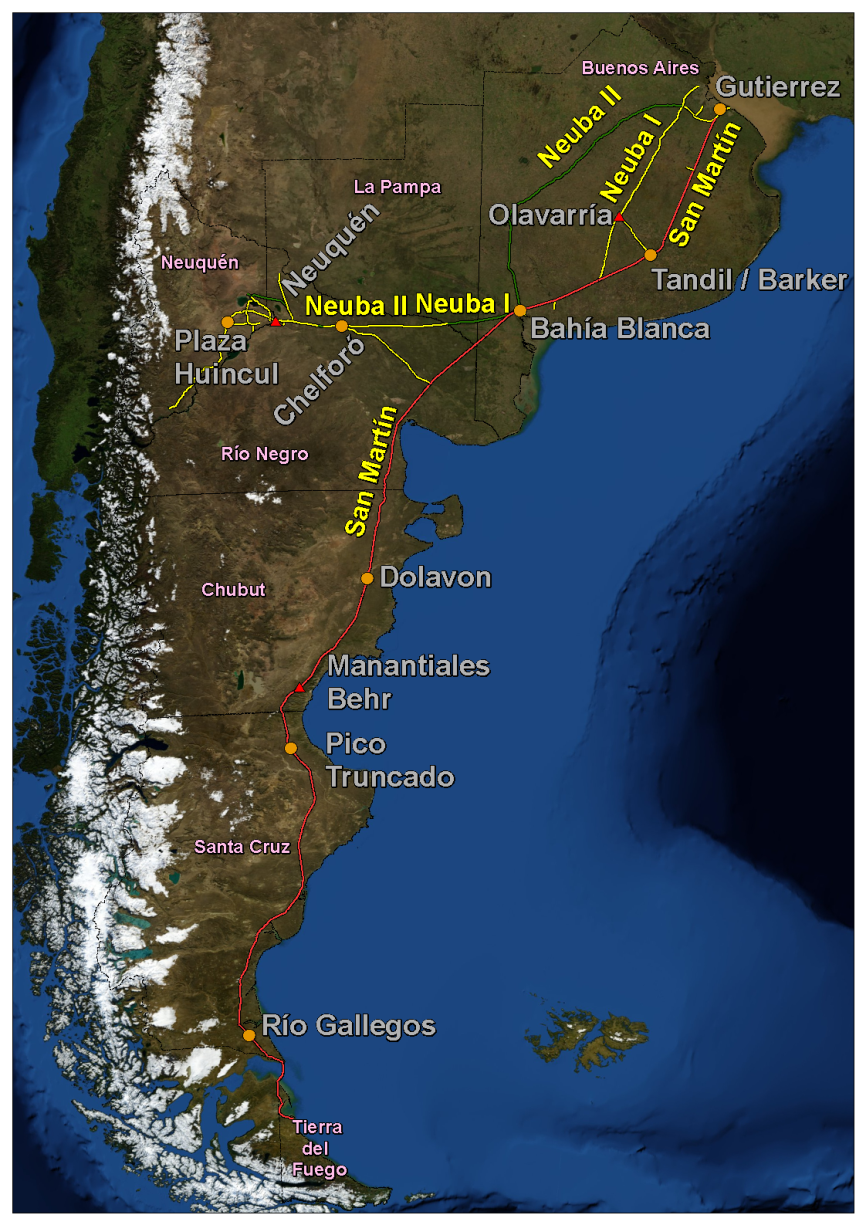 Buenos Aires
Gutierrez
Neuba II
Neuba I
San Martín
La Pampa
Olavarría
Neuquén
Neuquén
Tandil / Barker
Neuba II
Neuba I
Bahía Blanca
Plaza
Huincul
Chelforó
San Martín
Río Negro
Dolavon
Chubut
Manantiales
Behr
Pico
Truncado
Santa Cruz
Río Gallegos
Tierra
del
Fuego